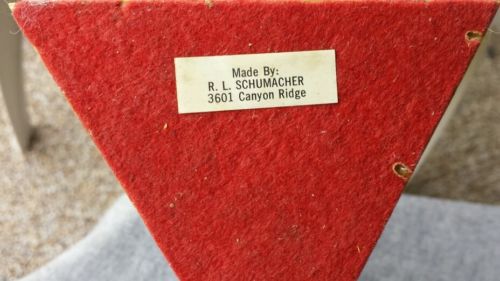 Made By:
R. L. SCHUMACHER
3601 Canyon Ridge